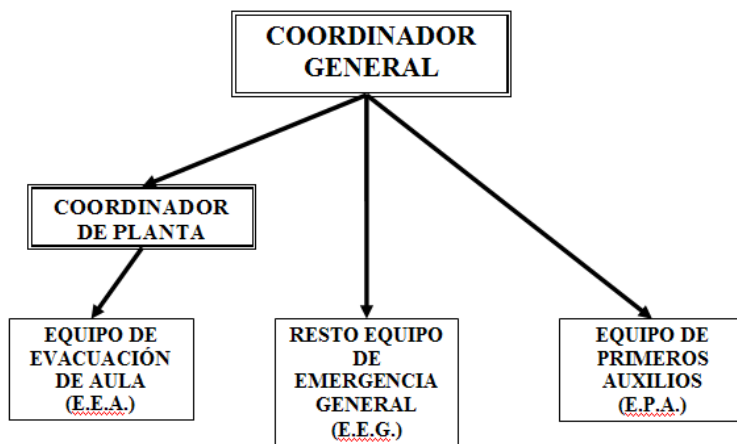 COORDINADOR
GENERAL
COORDINADOR
DE PLANTA
EQUIPO DE
EVACUACIÓN
DE AULA
(E.E.A.)
RESTO EQUIPO
DE
EMERGENCIA
GENERAL
(E.E.G.)
EQUIPO DE
PRIMEROS
AUXILIOS
(E.P.A.)